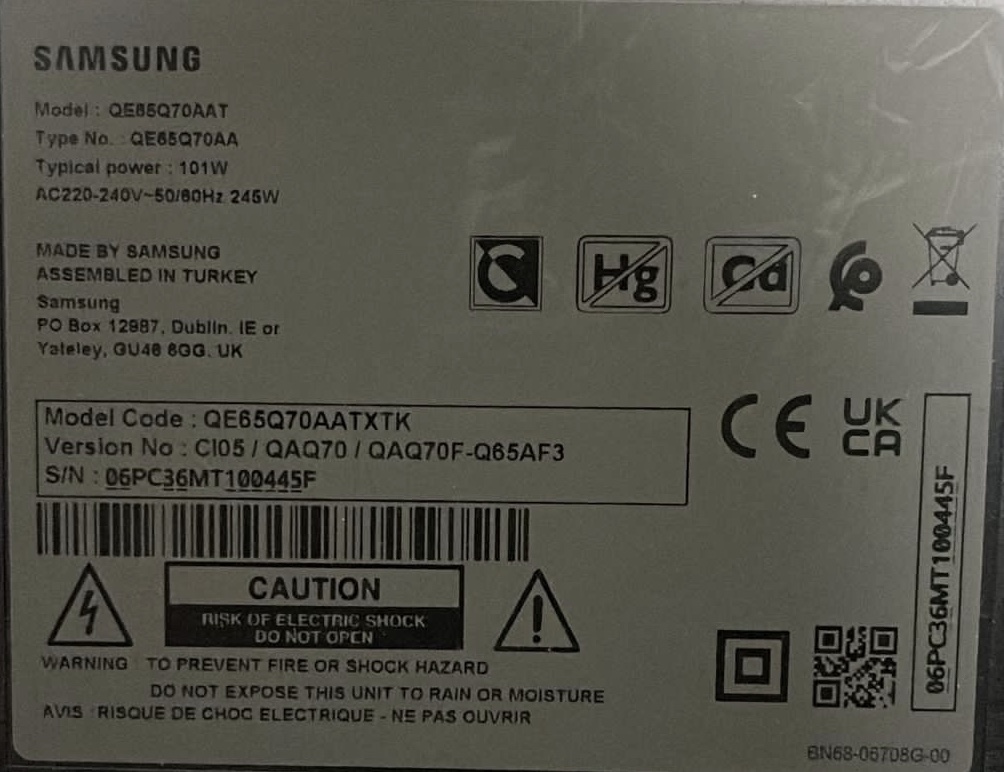 SAMSUNG
Model : QE65Q70AAT
Type No. : QE65Q70AA
Typical power : 101W
AC220-240V~50/60Hz 245W
MADE BY SAMSUNG
ASSEMBLED IN TURKEY
Samsung
PO Box 12987, Dublin. IE or
Yateley, GU46 6GG. UK
Hg
Cd
Model Code : QE65Q70AATXTK
Version No : CI05 / QAQ70 / QAQ70F-Q65AF3
S/N : 06PC36MT100445F
CE
UK
CA
06PC36MT100445F
CAUTION
RISK OF ELECTRIC SHOCK
DO NOT OPEN
WARNING : TO PREVENT FIRE OR SHOCK HAZARD
DO NOT EXPOSE THIS UNIT TO RAIN OR MOISTURE
AVIS : RISQUE DE CHOC ELECTRIQUE - NE PAS OUVRIR
BN68-06708G-00